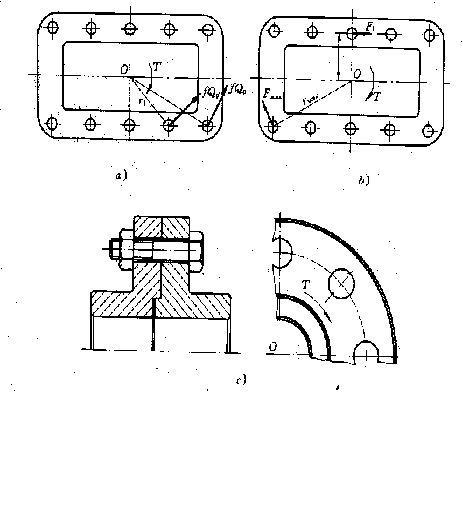 O T
r₁
fQ₀ fQ₀
a)
F₁
O
T
Fmax rmax
b)
T
O
c)